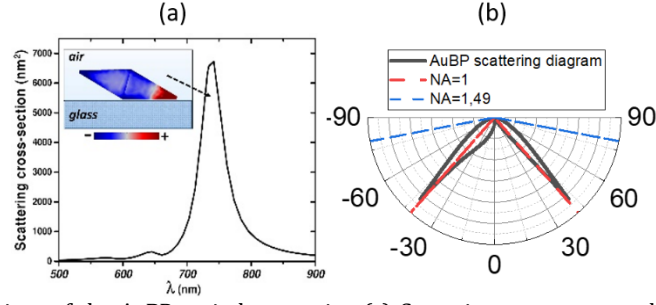 (a)
(b)
Scattering cross-section (nm²)
7000
6000
5000
4000
3000
2000
1000
0
air
glass
− +
500 600 700 800 900
λ (nm)
AuBP scattering diagram
NA=1
NA=1,49
-90 90
-60 60
-30 30
0